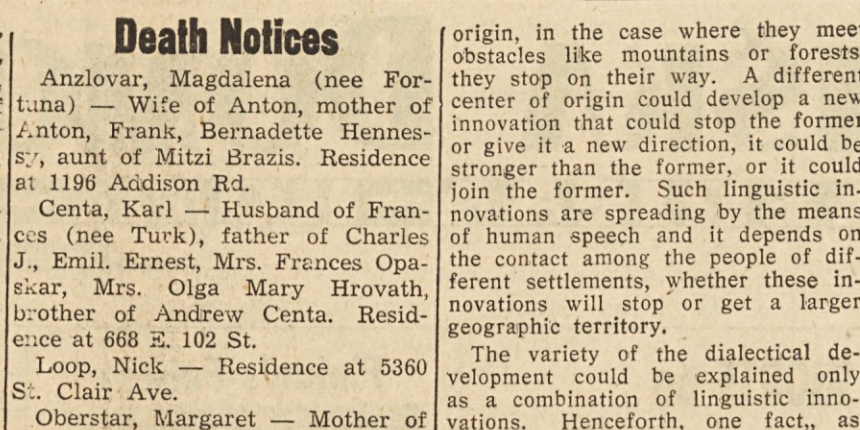 Death Notices
Anzlovar, Magdalena (nee For-
tuna) — Wife of Anton, mother of
Anton, Frank, Bernadette Hennes-
sy, aunt of Mitzi Brazis. Residence
at 1196 Addison Rd.
Centa, Karl — Husband of Fran-
ces (nee Turk), father of Charles
J., Emil. Ernest, Mrs. Frances Opa-
skar, Mrs. Olga Mary Hrovath,
brother of Andrew Centa. Resid-
ence at 668 E. 102 St.
Loop, Nick — Residence at 5360
St. Clair Ave.
Oberstar, Margaret — Mother of
origin, in the case where they meet
obstacles like mountains or forests
they stop on their way. A different
center of origin could develop a new
innovation that could stop the former
or give it a new direction, it could be
stronger than the former, or it could
join the former. Such linguistic in-
novations are spreading by the means
of human speech and it depends on
the contact among the people of dif-
ferent settlements, whether these in-
novations will stop or get a larger
geographic territory.
The variety of the dialectical de-
velopment could be explained only
as a combination of linguistic inno-
vations. Henceforth, one fact,, as